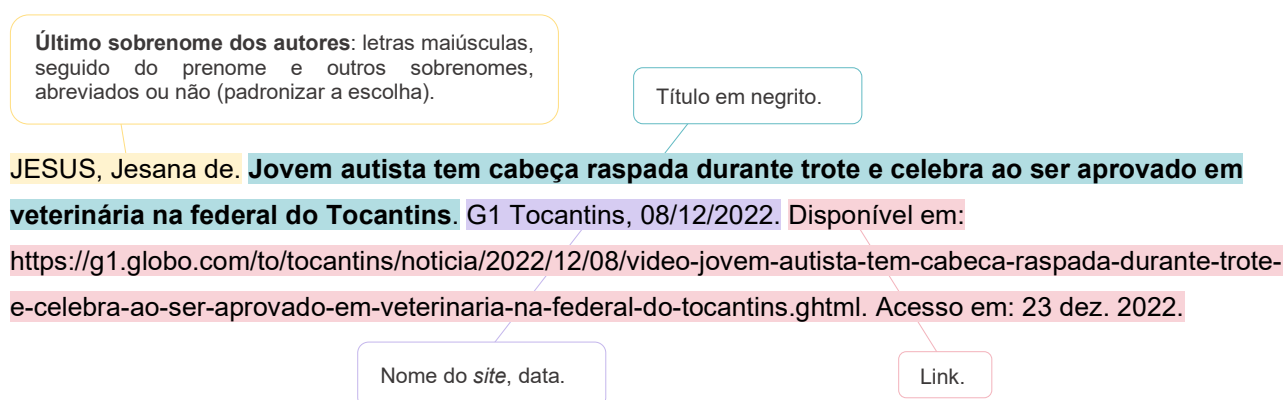 Último sobrenome dos autores: letras maiúsculas,
seguido do prenome e outros sobrenomes,
abreviados ou não (padronizar a escolha).
Título em negrito.
JESUS, Jesana de. Jovem autista tem cabeça raspada durante trote e celebra ao ser aprovado em
veterinária na federal do Tocantins. G1 Tocantins, 08/12/2022. Disponível em:
https://g1.globo.com/to/tocantins/noticia/2022/12/08/video-jovem-autista-tem-cabeca-raspada-durante-trote-
e-celebra-ao-ser-aprovado-em-veterinaria-na-federal-do-tocantins.ghtml. Acesso em: 23 dez. 2022.
Nome do site, data.
Link.